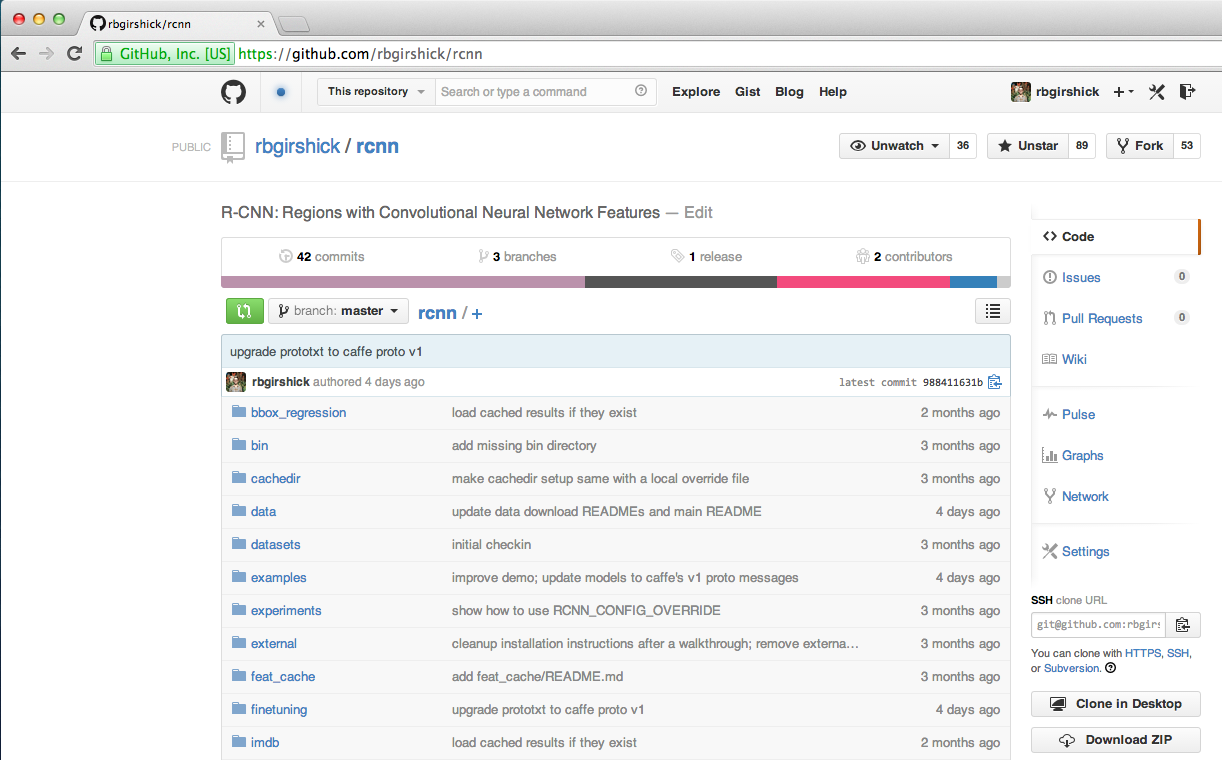 rbgirshick/rcnn
GitHub, Inc. [US] https://github.com/rbgirshick/rcnn
This repository Search or type a command Explore Gist Blog Help rbgirshick
PUBLIC rbgirshick / rcnn Unwatch 36 Unstar 89 Fork 53
R-CNN: Regions with Convolutional Neural Network Features — Edit
42 commits 3 branches 1 release 2 contributors
branch: master rcnn / +
upgrade prototxt to caffe proto v1
rbgirshick authored 4 days ago latest commit 988411631b
bbox_regression load cached results if they exist 2 months ago
bin add missing bin directory 3 months ago
cachedir make cachedir setup same with a local override file 3 months ago
data update data download READMEs and main README 4 days ago
datasets initial checkin 3 months ago
examples improve demo; update models to caffe's v1 proto messages 4 days ago
experiments show how to use RCNN_CONFIG_OVERRIDE 3 months ago
external cleanup installation instructions after a walkthrough; remove externa… 3 months ago
feat_cache add feat_cache/README.md 3 months ago
finetuning upgrade prototxt to caffe proto v1 4 days ago
imdb load cached results if they exist 2 months ago
Code
Issues 0
Pull Requests 0
Wiki
Pulse
Graphs
Network
Settings
SSH clone URL
git@github.com:rbgirs
You can clone with HTTPS, SSH,
or Subversion.
Clone in Desktop
Download ZIP